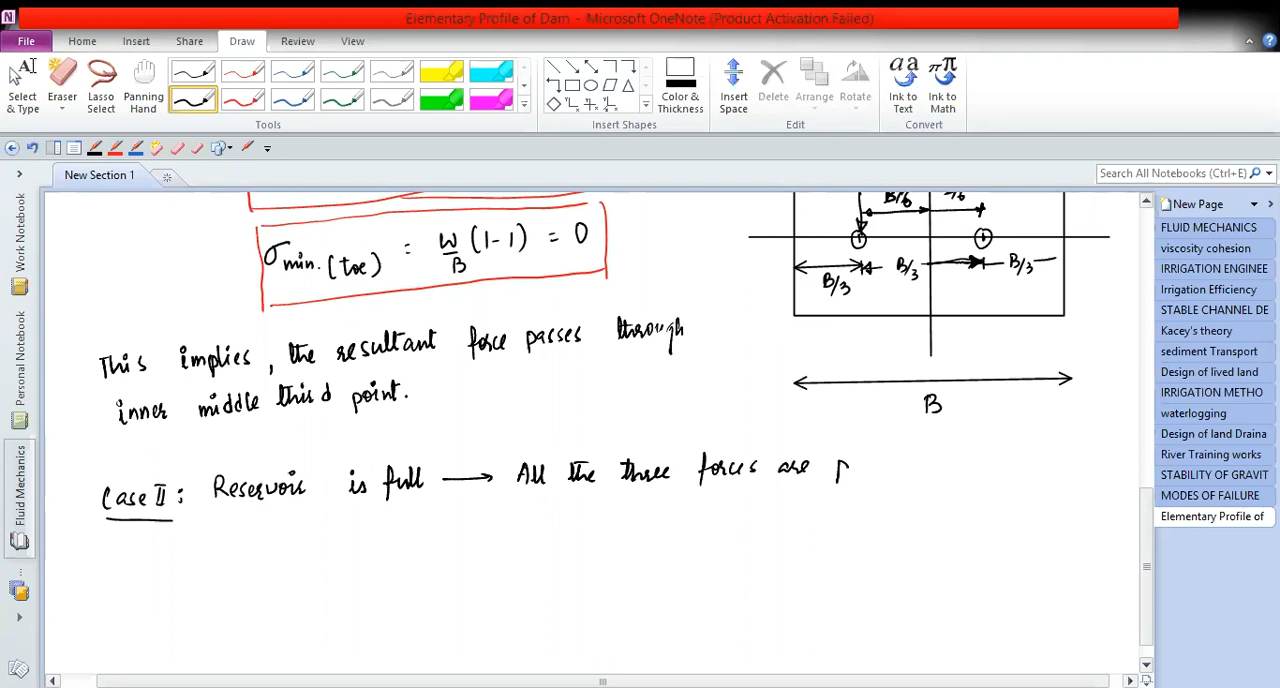 Elementary Profile of Dam - Microsoft OneNote (Product Activation Failed)
File Home Insert Share Draw Review View
Select & Type Eraser Lasso Select Panning Hand Color & Thickness Insert Space Delete Arrange Rotate Ink to Text Ink to Math
Tools Insert Shapes Edit Convert
New Section 1
Search All Notebooks (Ctrl+E)
Work Notebook
Personal Notebook
Fluid Mechanics
New Page
FLUID MECHANICS
viscosity cohesion
IRRIGATION ENGINEE
Irrigation Efficiency
STABLE CHANNEL DE
Kacey's theory
sediment Transport
Design of lived land
IRRIGATION METHO
waterlogging
Design of land Draina
River Training works
STABILITY OF GRAVIT
MODES OF FAILURE
Elementary Profile of
σmin.(toe) = W/B (1-1) = 0
B/6
B/3 B/3 B/3
B
This implies, the resultant force passes through
inner middle third point.
Case II: Reservoir is full → All the three forces are